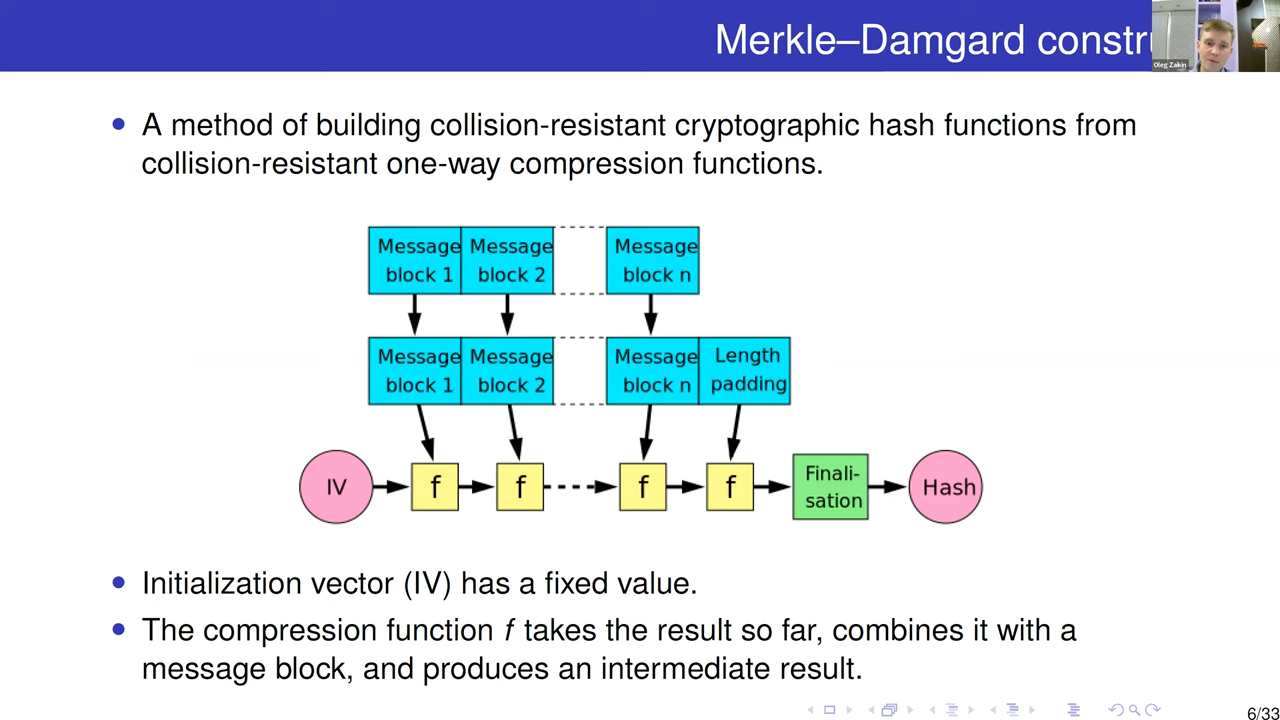 Merkle–Damgard constr
Oleg Zaikin
• A method of building collision-resistant cryptographic hash functions from
collision-resistant one-way compression functions.
Message block 1
Message block 2
Message block n
Message block 1
Message block 2
Message block n
Length padding
IV
f
f
f
f
Finali-
sation
Hash
• Initialization vector (IV) has a fixed value.
• The compression function f takes the result so far, combines it with a
message block, and produces an intermediate result.
6/33